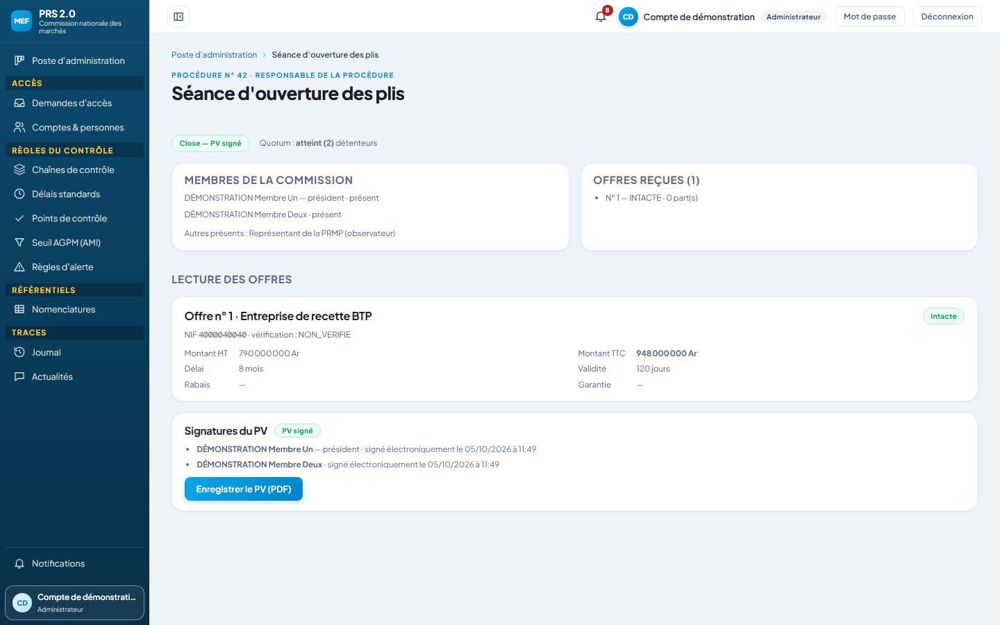 MEF
PRS 2.0
Commission nationale des
marchés
Poste d'administration
ACCÈS
Demandes d'accès
Comptes & personnes
RÈGLES DU CONTRÔLE
Chaînes de contrôle
Délais standards
Points de contrôle
Seuil AGPM (AMI)
Règles d'alerte
RÉFÉRENTIELS
Nomenclatures
TRACES
Journal
Actualités
Notifications
CD
Compte de démonstrati...
Administrateur
8
CD
Compte de démonstration
Administrateur
Mot de passe
Déconnexion
Poste d'administration > Séance d'ouverture des plis
PROCÉDURE N° 42 · RESPONSABLE DE LA PROCÉDURE
Séance d'ouverture des plis
Close — PV signé
Quorum : atteint (2) détenteurs
MEMBRES DE LA COMMISSION
DÉMONSTRATION Membre Un — président · présent
DÉMONSTRATION Membre Deux · présent
Autres présents : Représentant de la PRMP (observateur)
OFFRES REÇUES (1)
• N° 1 — INTACTE · 0 part(s)
LECTURE DES OFFRES
Offre n° 1 · Entreprise de recette BTP
Intacte
NIF 4000040040 · vérification : NON_VERIFIE
Montant HT 790 000 000 Ar
Montant TTC 948 000 000 Ar
Délai 8 mois
Validité 120 jours
Rabais —
Garantie —
Signatures du PV
PV signé
• DÉMONSTRATION Membre Un — président · signé électroniquement le 05/10/2026 à 11:49
• DÉMONSTRATION Membre Deux · signé électroniquement le 05/10/2026 à 11:49
Enregistrer le PV (PDF)